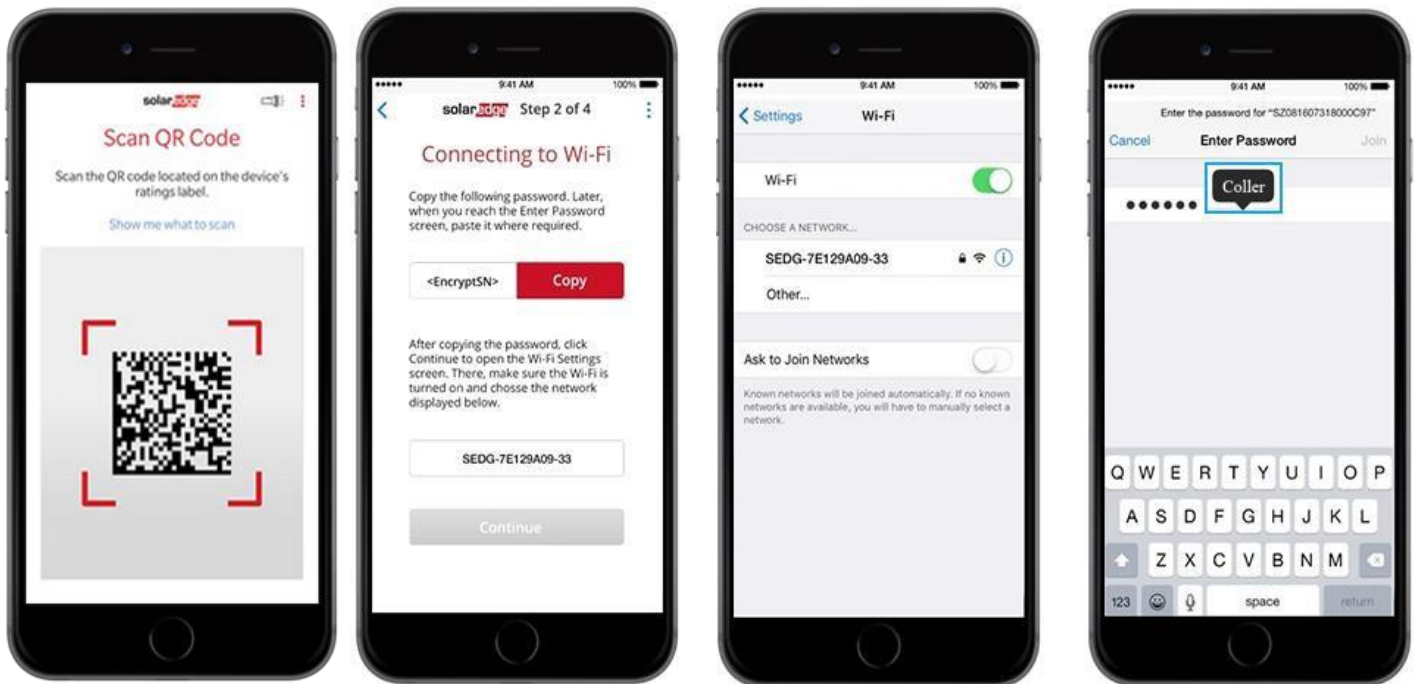 solaredge
Scan QR Code
Scan the QR code located on the device's
ratings label.
Show me what to scan
9:41 AM 100%
solaredge Step 2 of 4
Connecting to Wi-Fi
Copy the following password. Later,
when you reach the Enter Password
screen, paste it where required.
<EncryptSN> Copy
After copying the password, click
Continue to open the Wi-Fi Settings
screen. There, make sure the Wi-Fi is
turned on and chosse the network
displayed below.
SEDG-7E129A09-33
Continue
9:41 AM 100%
Settings Wi-Fi
Wi-Fi
CHOOSE A NETWORK...
SEDG-7E129A09-33
Other...
Ask to Join Networks
Known networks will be joined automatically. If no known
networks are available, you will have to manually select a
network.
9:41 AM 100%
Enter the password for "SZ081607318000C97"
Cancel Enter Password Join
Coller
Q W E R T Y U I O P
A S D F G H J K L
Z X C V B N M
123 space return